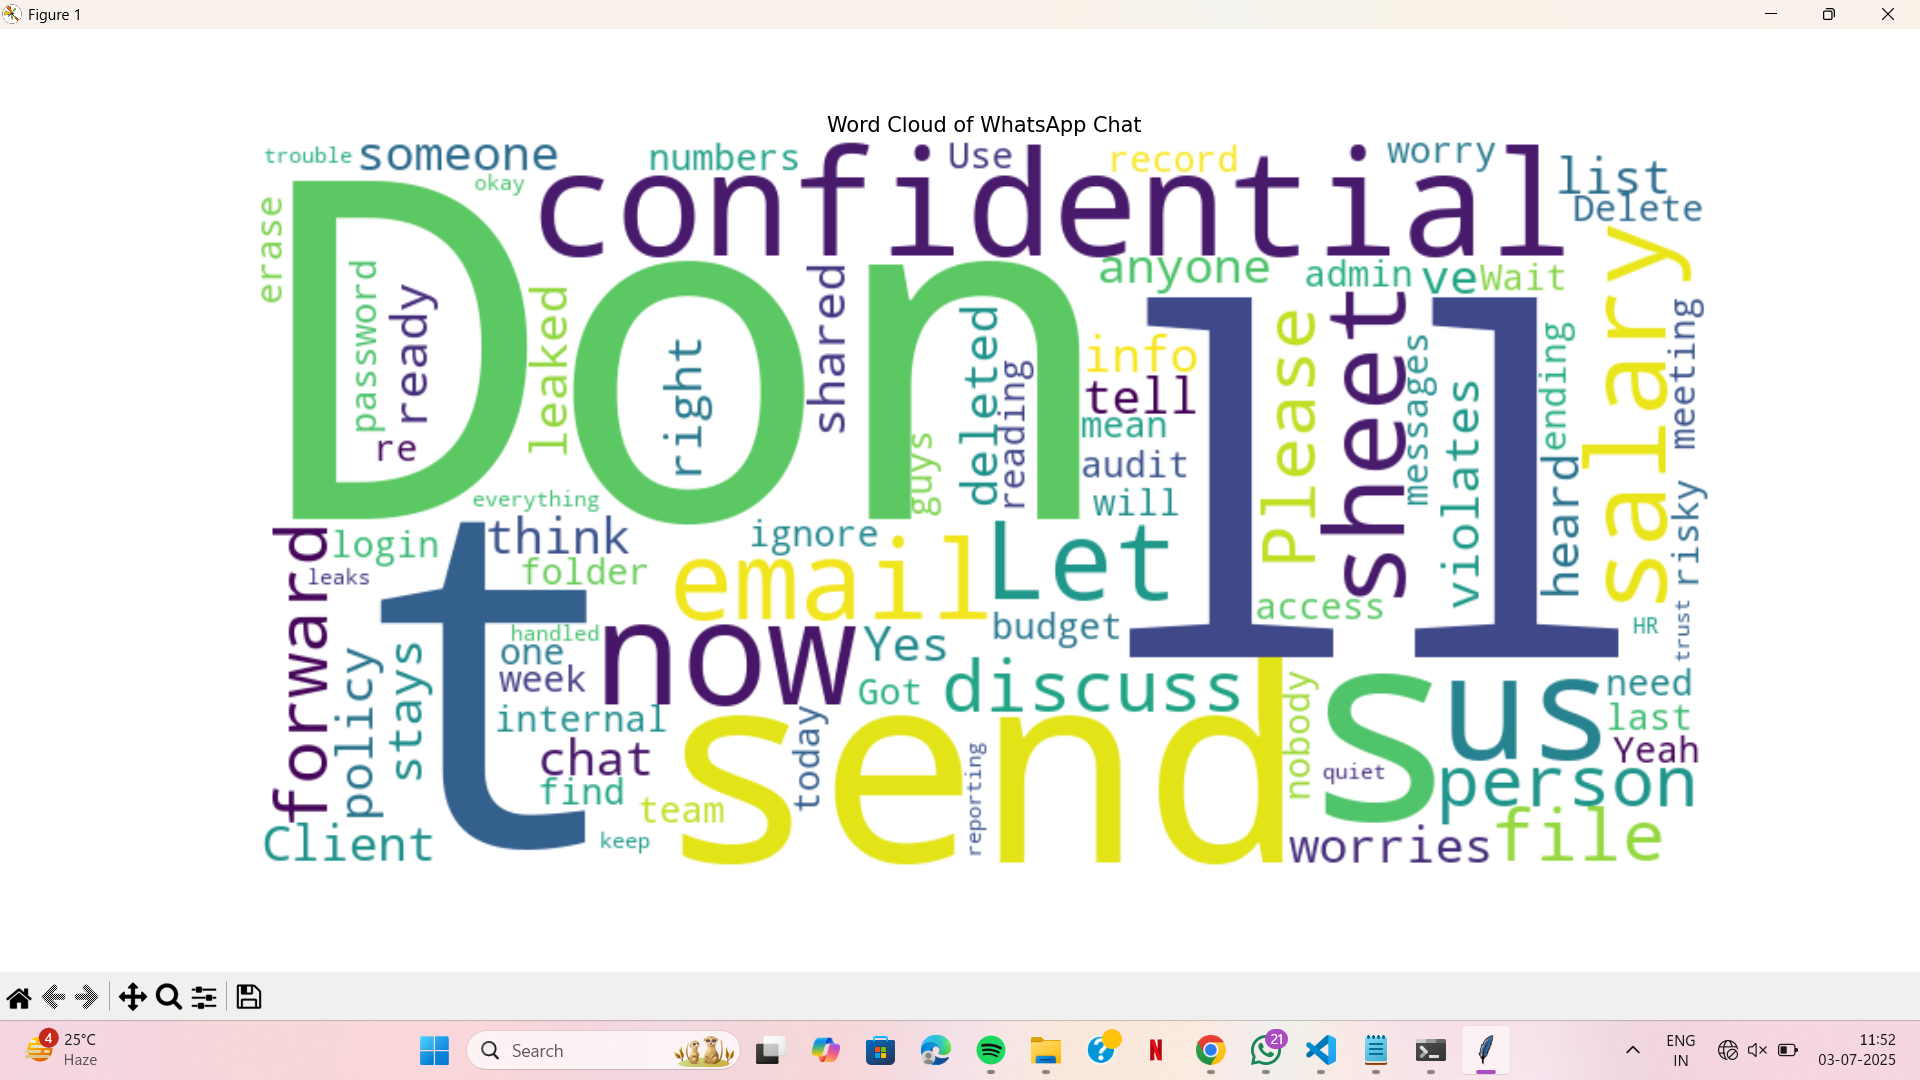 Figure 1
Word Cloud of WhatsApp Chat
trouble
someone
okay
numbers
Use
record
worry
list
Delete
confidential
erase
Don
password
ready
re
leaked
right
shared
guys
deleted
reading
anyone
admin
ve
Wait
info
tell
mean
audit
will
ll
Please
sheet
messages
violates
ending
heard
salary
meeting
risky
everything
think
ignore
login
leaks
folder
forward
t
email
Let
access
budget
HR
trust
handled
one
week
now
Yes
Got
discuss
policy
stays
internal
chat
find
team
keep
Client
today
send
reporting
nobody
quiet
s
us
need
last
Yeah
person
worries
file
4
25°C
Haze
Search
N
21
ENG
IN
11:52
03-07-2025